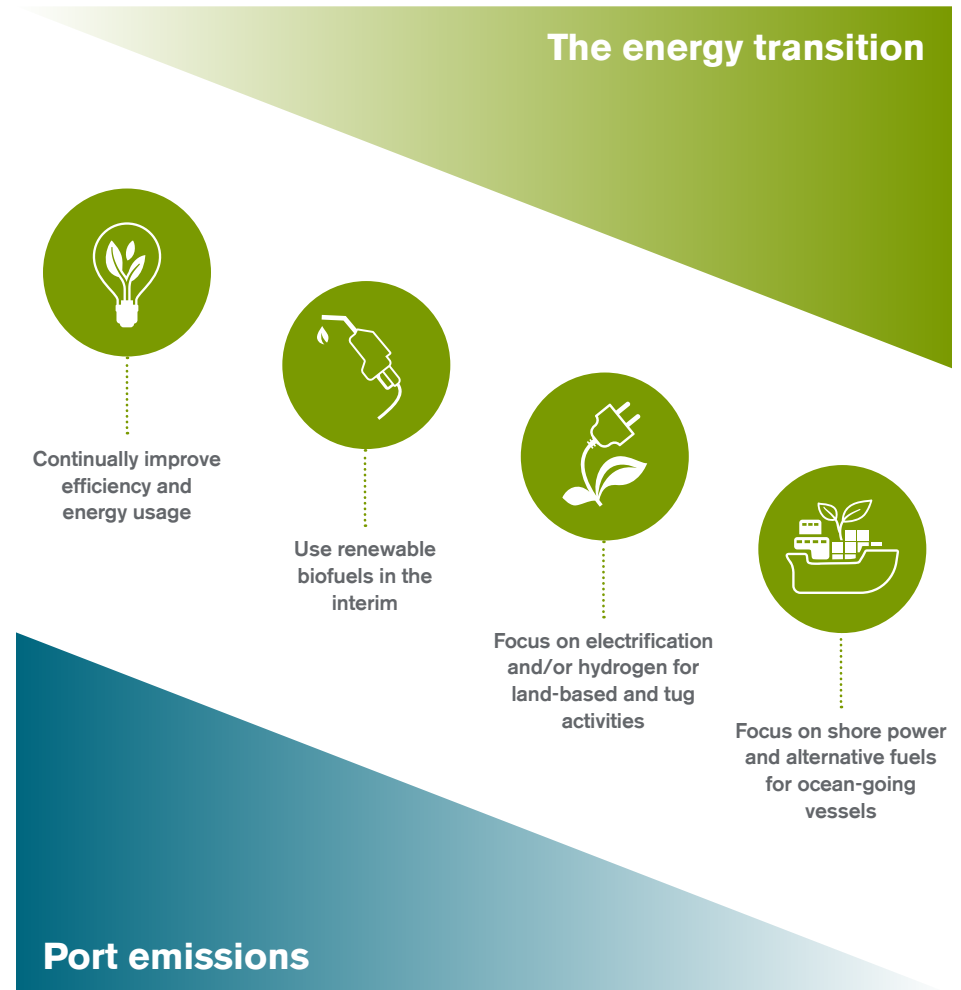 The energy transition
Continually improve
efficiency and
energy usage
Use renewable
biofuels in the
interim
Focus on electrification
and/or hydrogen for
land-based and tug
activities
Focus on shore power
and alternative fuels
for ocean-going
vessels
Port emissions